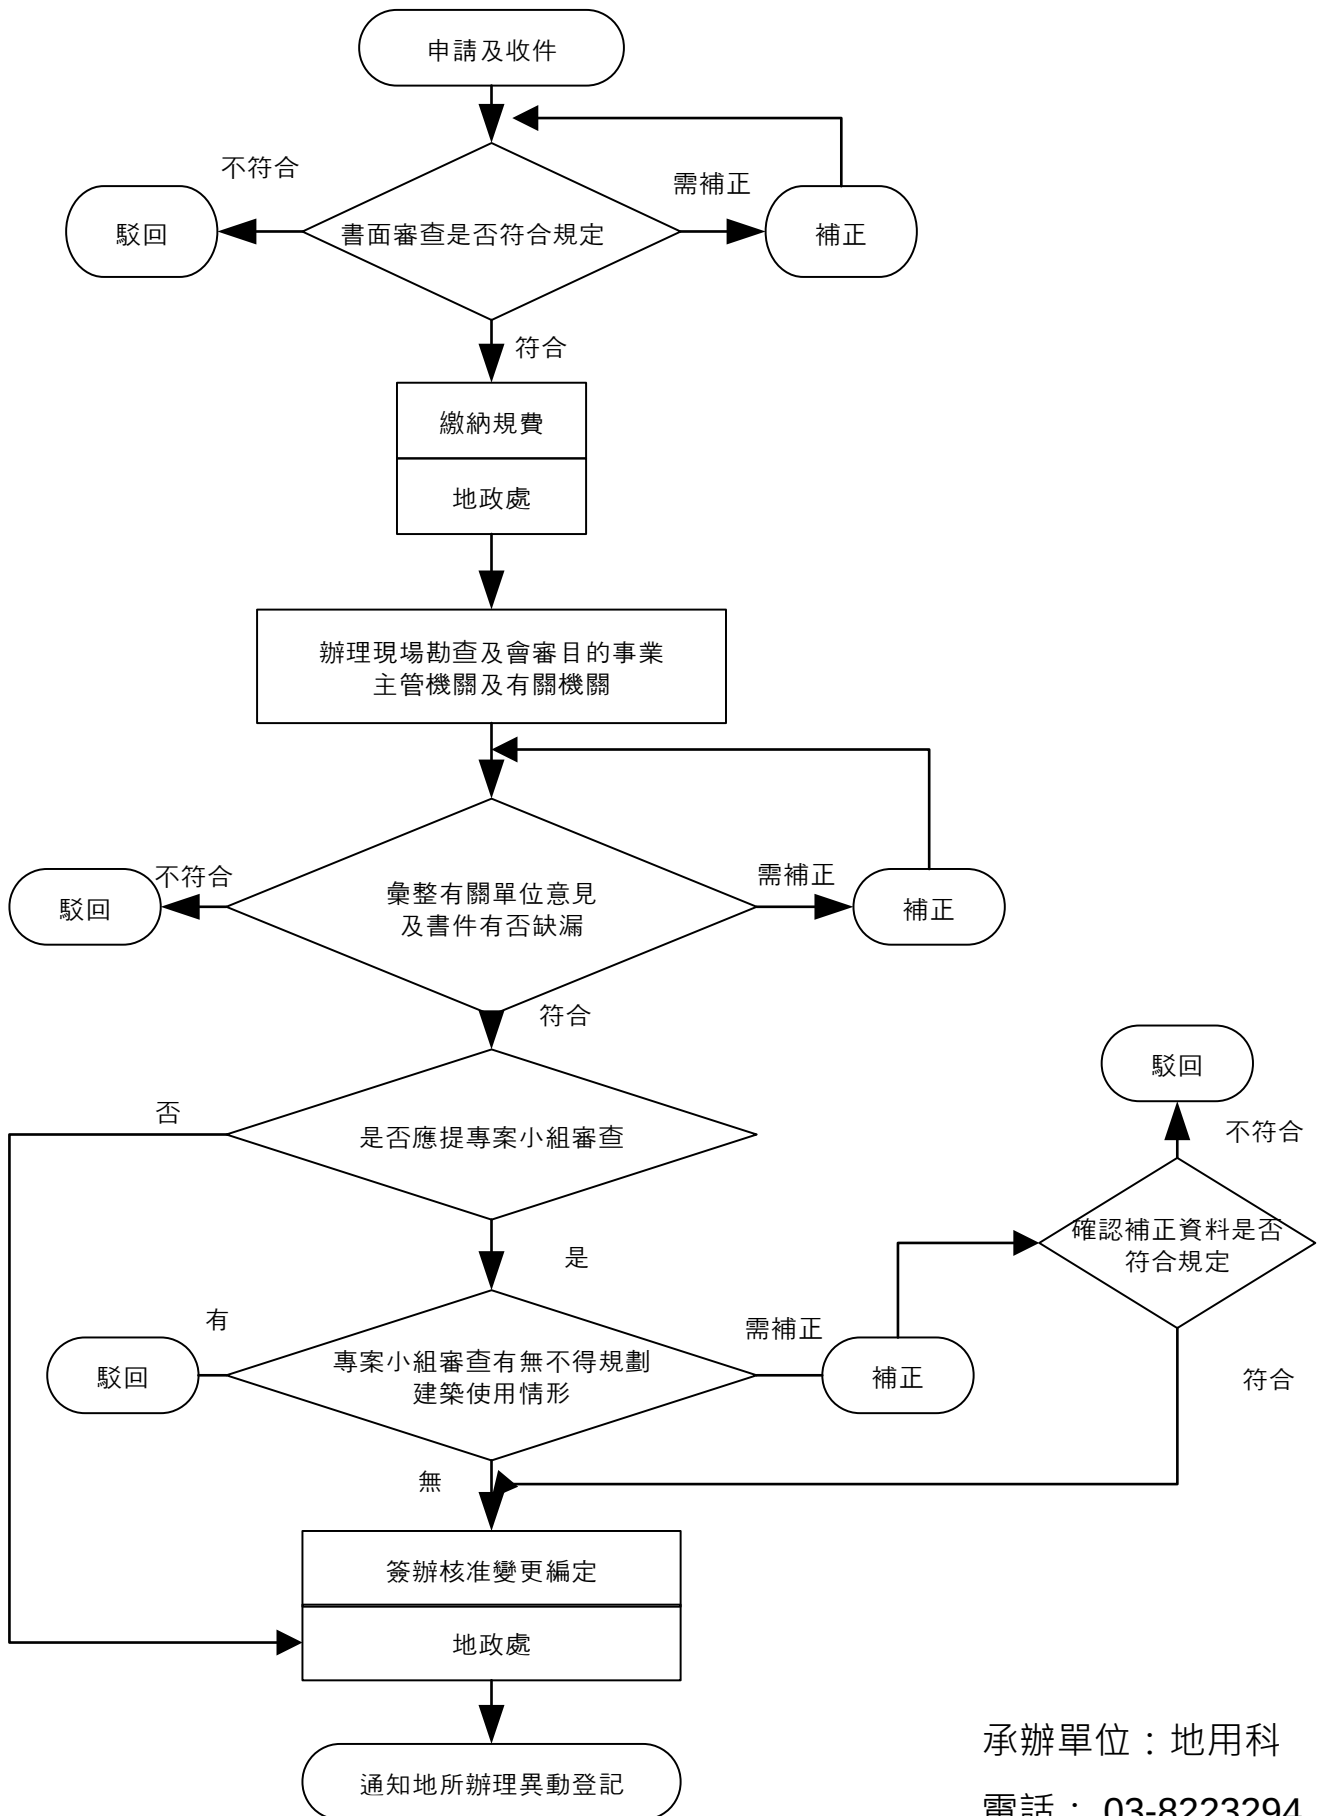 申請及收件
不符合
需補正
駁回
書面審查是否符合規定
補正
符合
繳納規費
地政處
辦理現場勘查及會審目的事業
主管機關及有關機關
不符合
需補正
駁回
彙整有關單位意見
及書件有否缺漏
補正
符合
駁回
否
是否應提專案小組審查
不符合
確認補正資料是否
符合規定
是
有
需補正
駁回
專案小組審查有無不得規劃
建築使用情形
補正
符合
無
簽辦核准變更編定
地政處
通知地所辦理異動登記
承辦單位：地用科
電話： 03-8223294